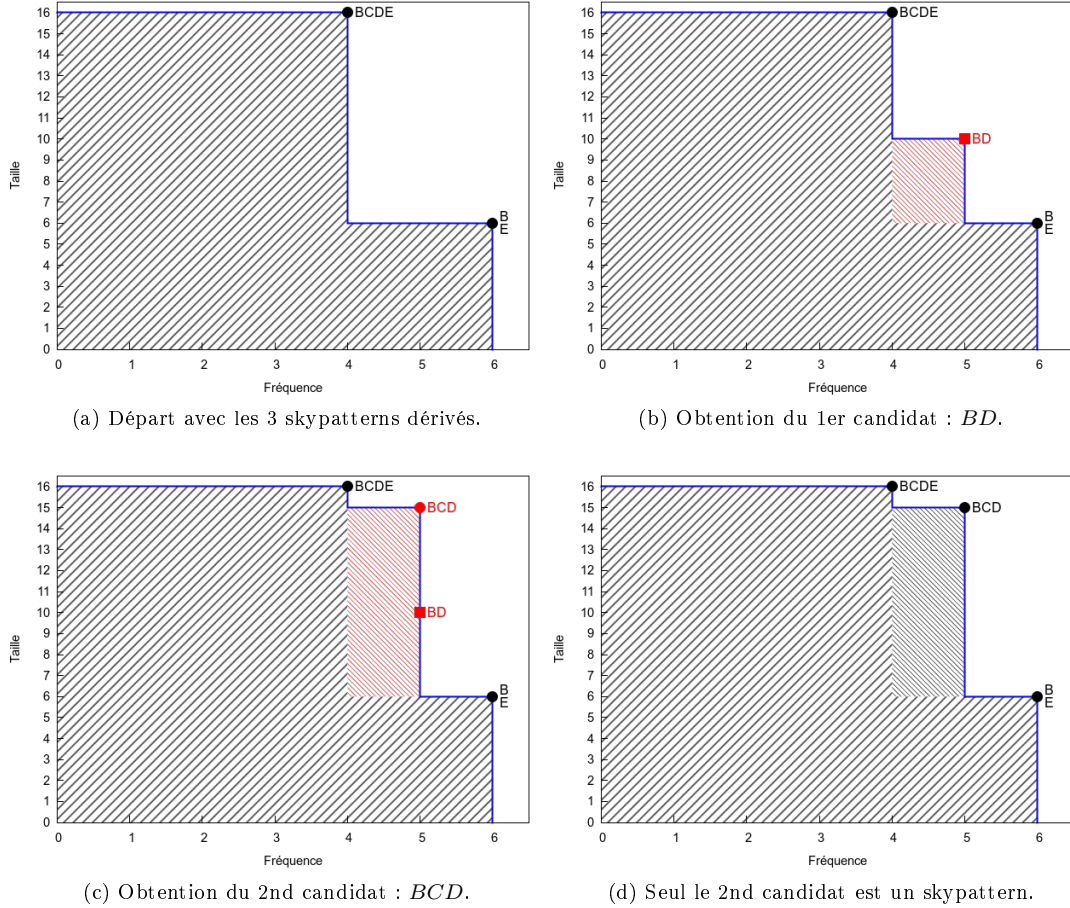 16
15
14
13
12
11
10
9
8
7
6
5
4
3
2
1
0
Taille
BCDE
B
E
0 1 2 3 4 5 6
Fréquence
(a) Départ avec les 3 skypatterns dérivés.
16
15
14
13
12
11
10
9
8
7
6
5
4
3
2
1
0
Taille
BCDE
BD
B
E
0 1 2 3 4 5 6
Fréquence
(b) Obtention du 1er candidat : BD.
16
15
14
13
12
11
10
9
8
7
6
5
4
3
2
1
0
Taille
BCDE
BCD
BD
B
E
0 1 2 3 4 5 6
Fréquence
(c) Obtention du 2nd candidat : BCD.
16
15
14
13
12
11
10
9
8
7
6
5
4
3
2
1
0
Taille
BCDE
BCD
B
E
0 1 2 3 4 5 6
Fréquence
(d) Seul le 2nd candidat est un skypattern.